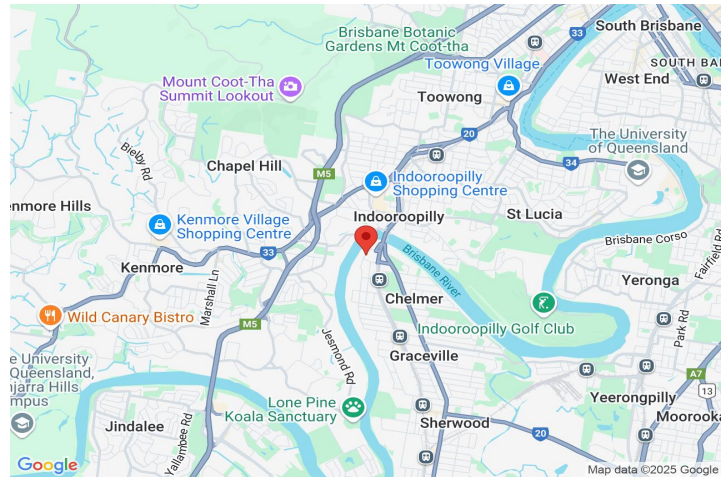 Brisbane Botanic
Gardens Mt Coot-tha
South Brisbane
33
SOUTH BA
Toowong Village
West End
Mount Coot-Tha
Summit Lookout
Toowong
20
The University
of Queensland
Bielby Rd
Chapel Hill
M5
34
Indooroopilly
Shopping Centre
enmore Hills
Kenmore Village
Shopping Centre
Indooroopilly
St Lucia
Brisbane Corso
Fairfield Rd
33
Brisbane River
Kenmore
Marshall Ln
Yeronga
Chelmer
Wild Canary Bistro
M5
Indooroopilly Golf Club
Park Rd
Jesmond Rd
Graceville
e University
Queensland,
njarra Hills
mpus
A7
13
Lone Pine
Koala Sanctuary
Yeerongpilly
Moorooka
Jindalee
Yallambee Rd
Sherwood
20
Google
Map data ©2025 Google